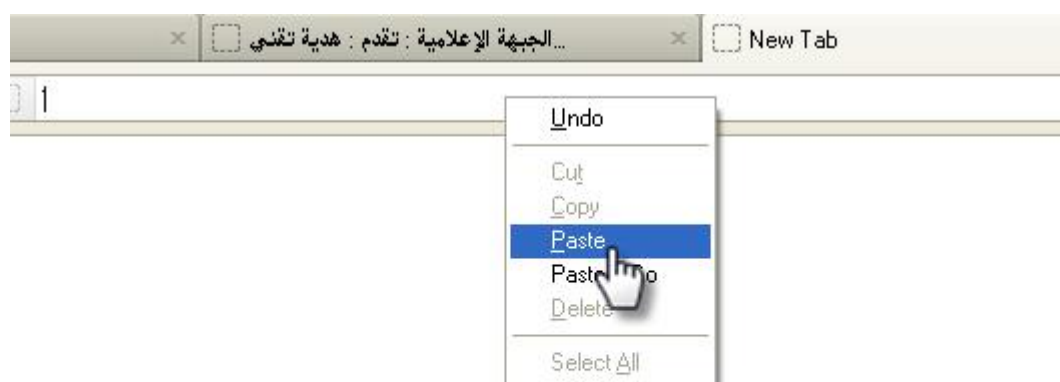 ...الجبهة الإعلامية : تقدم : هدية تقني
New Tab
1
Undo
Cut
Copy
Paste
Delete
Select All